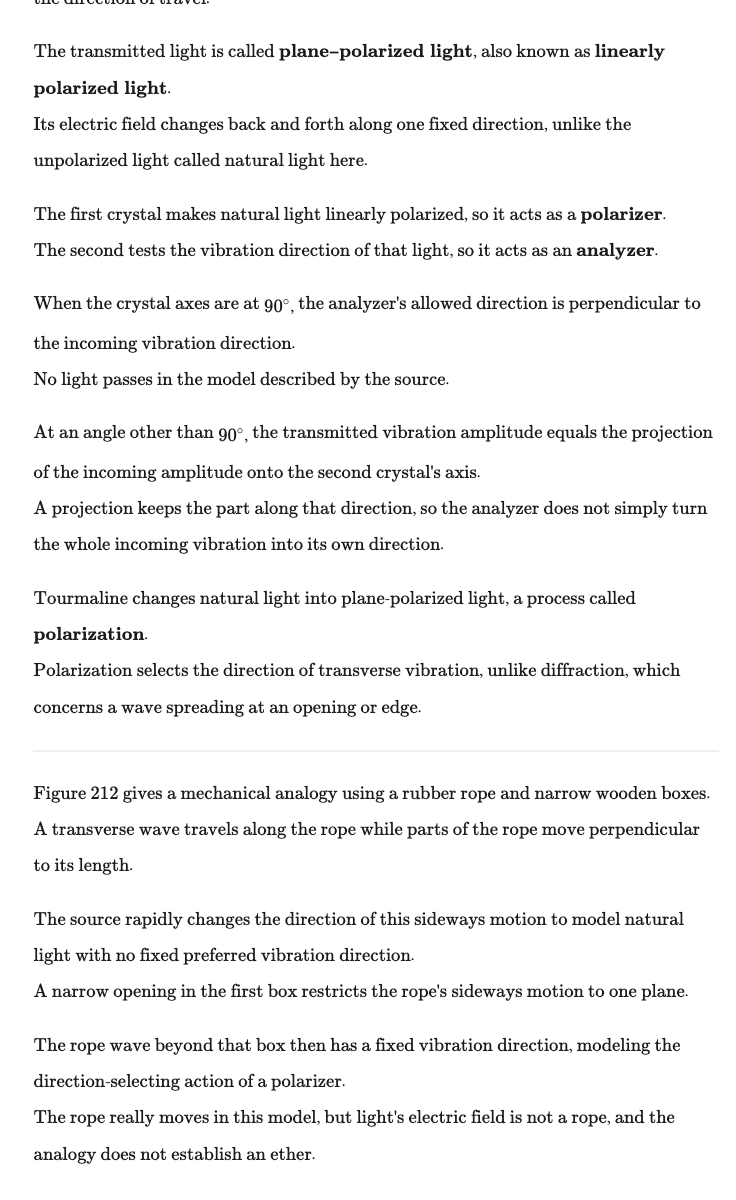 the direction of travel.
The transmitted light is called plane–polarized light, also known as linearly
polarized light.
Its electric field changes back and forth along one fixed direction, unlike the
unpolarized light called natural light here.
The first crystal makes natural light linearly polarized, so it acts as a polarizer.
The second tests the vibration direction of that light, so it acts as an analyzer.
When the crystal axes are at 90°, the analyzer's allowed direction is perpendicular to
the incoming vibration direction.
No light passes in the model described by the source.
At an angle other than 90°, the transmitted vibration amplitude equals the projection
of the incoming amplitude onto the second crystal's axis.
A projection keeps the part along that direction, so the analyzer does not simply turn
the whole incoming vibration into its own direction.
Tourmaline changes natural light into plane-polarized light, a process called
polarization.
Polarization selects the direction of transverse vibration, unlike diffraction, which
concerns a wave spreading at an opening or edge.
Figure 212 gives a mechanical analogy using a rubber rope and narrow wooden boxes.
A transverse wave travels along the rope while parts of the rope move perpendicular
to its length.
The source rapidly changes the direction of this sideways motion to model natural
light with no fixed preferred vibration direction.
A narrow opening in the first box restricts the rope's sideways motion to one plane.
The rope wave beyond that box then has a fixed vibration direction, modeling the
direction-selecting action of a polarizer.
The rope really moves in this model, but light's electric field is not a rope, and the
analogy does not establish an ether.